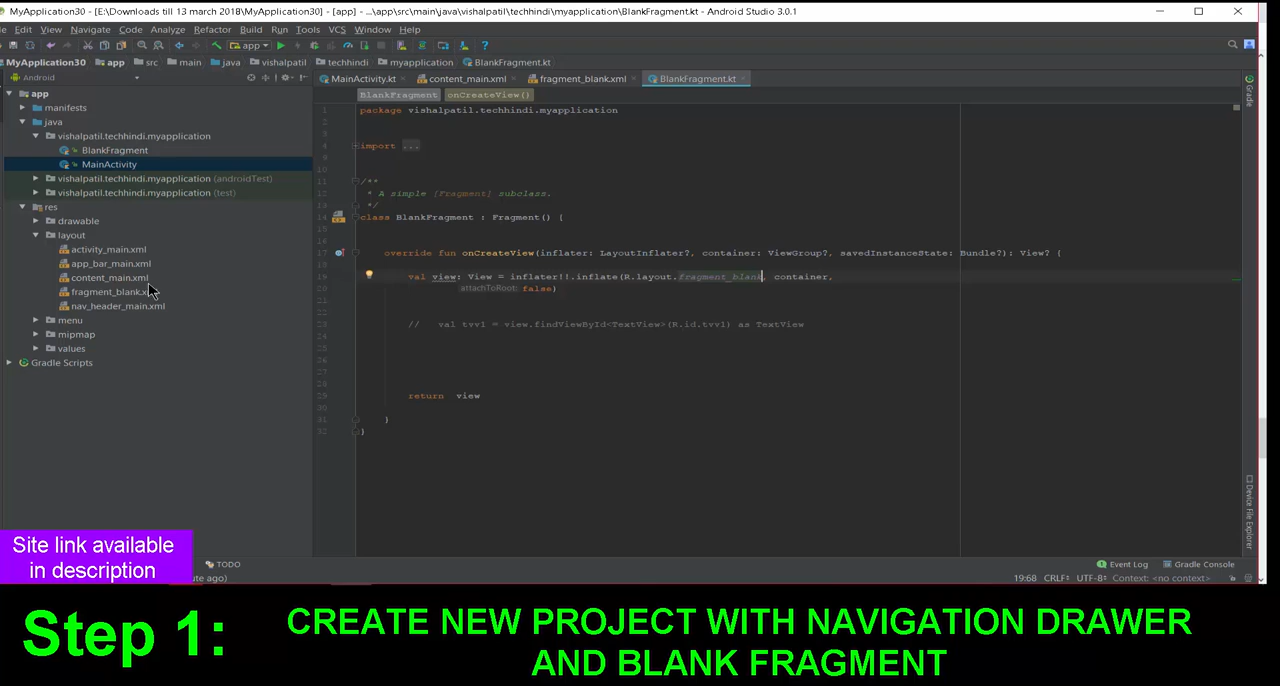 MyApplication30 - [E:\Downloads till 13 march 2018\MyApplication30] - [app] - ...\app\src\main\java\vishalpatil\techhindi\myapplication\BlankFragment.kt - Android Studio 3.0.1
Edit View Navigate Code Analyze Refactor Build Run Tools VCS Window Help
app
MyApplication30 app src main java vishalpatil techhindi myapplication BlankFragment.kt
Android
MainActivity.kt content_main.xml fragment_blank.xml BlankFragment.kt
BlankFragment onCreateView()
app
manifests
java
vishalpatil.techhindi.myapplication
BlankFragment
MainActivity
vishalpatil.techhindi.myapplication (androidTest)
vishalpatil.techhindi.myapplication (test)
res
drawable
layout
activity_main.xml
app_bar_main.xml
content_main.xml
fragment_blank.x
nav_header_main.xml
menu
mipmap
values
Gradle Scripts
package vishalpatil.techhindi.myapplication
import ...
/**
* A simple [Fragment] subclass.
*/
class BlankFragment : Fragment() {
override fun onCreateView(inflater: LayoutInflater?, container: ViewGroup?, savedInstanceState: Bundle?): View? {
val view: View = inflater!!.inflate(R.layout.fragment_blank, container,
attachToRoot: false)
// val tvv1 = view.findViewById<TextView>(R.id.tvv1) as TextView
return view
}
}
Gradle
Device File Explorer
TODO
Event Log Gradle Console
ute ago)
19:68 CRLF UTF-8 Context: <no context>
Site link available
in description
Step 1:
CREATE NEW PROJECT WITH NAVIGATION DRAWER
AND BLANK FRAGMENT